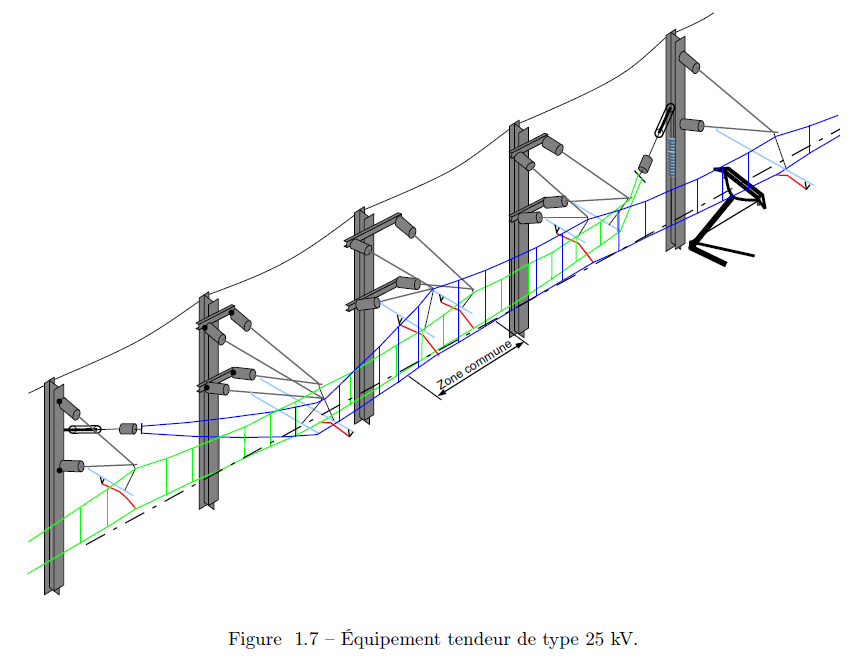 Zone commune
Figure 1.7 – Équipement tendeur de type 25 kV.